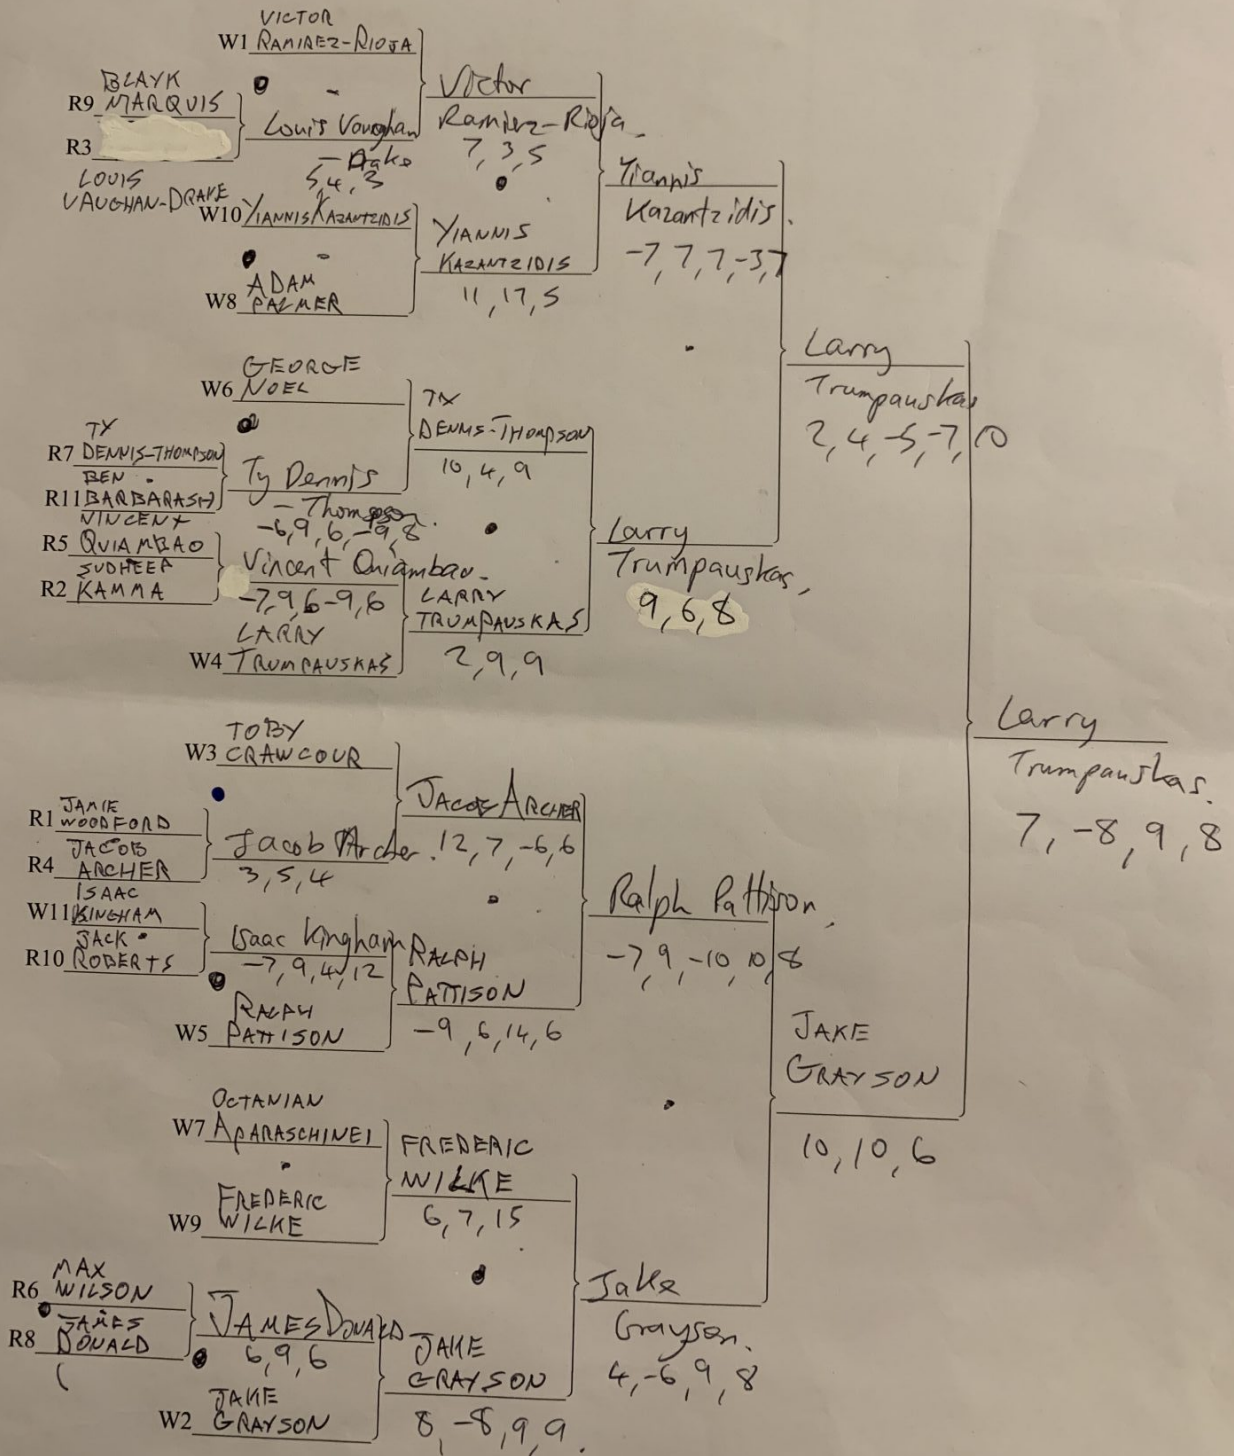 VICTOR
W1 RAMIREZ-RIOJA
BLAYK
R9 MARQUIS
R3
LOUIS
VAUGHAN-DRAKE
Louis Vaughan
-Dake
5,4,3
Victor
Ramirez-Rioja.
7,3,5
W10 YIANNIS KAZANTZIDIS
ADAM
W8 PALMER
YIANNIS
KAZANTZIDIS
11,17,5
Yiannis
Kazantzidis.
-7,7,7,-3,7
GEORGE
W6 NOEL
TY
R7 DENNIS-THOMPSON
BEN
R11 BARBARASH
Ty Dennis
-Thompson.
-6,9,6,-9,8
TY
DENNIS-THOMPSON
10,4,9
VINCENT
R5 QUIAMBAO
SUDHEER
R2 KAMMA
Vincent Quiambao.
-7,9,6-9,6
LARRY
W4 TRUMPAUSKAS
LARRY
TRUMPAUSKAS
2,9,9
Larry
Trumpauskas,
9,6,8
Larry
Trumpauskas
2,4,-5,-7,10
TOBY
W3 CRAWCOUR
JAMIE
R1 WOODFORD
JACOB
R4 ARCHER
Jacob Archer.
3,5,4
JACOB ARCHER
12,7,-6,6
ISAAC
W11 KINGHAM
JACK
R10 ROBERTS
Isaac Kingham
-7,9,4,12
RALPH
W5 PATTISON
RALPH
PATTISON
-9,6,14,6
Ralph Pattison.
-7,9,-10,10,8
OCTANIAN
W7 APARASCHINEI
FREDERIC
W9 WILKE
FREDERIC
WILKE
6,7,15
MAX
R6 WILSON
JAMES
R8 DONALD
JAMES DONALD
6,9,6
JAKE
W2 GRAYSON
JAKE
GRAYSON
8,-8,9,9.
Jake
Grayson.
4,-6,9,8
JAKE
GRAYSON
10,10,6
Larry
Trumpauskas.
7,-8,9,8